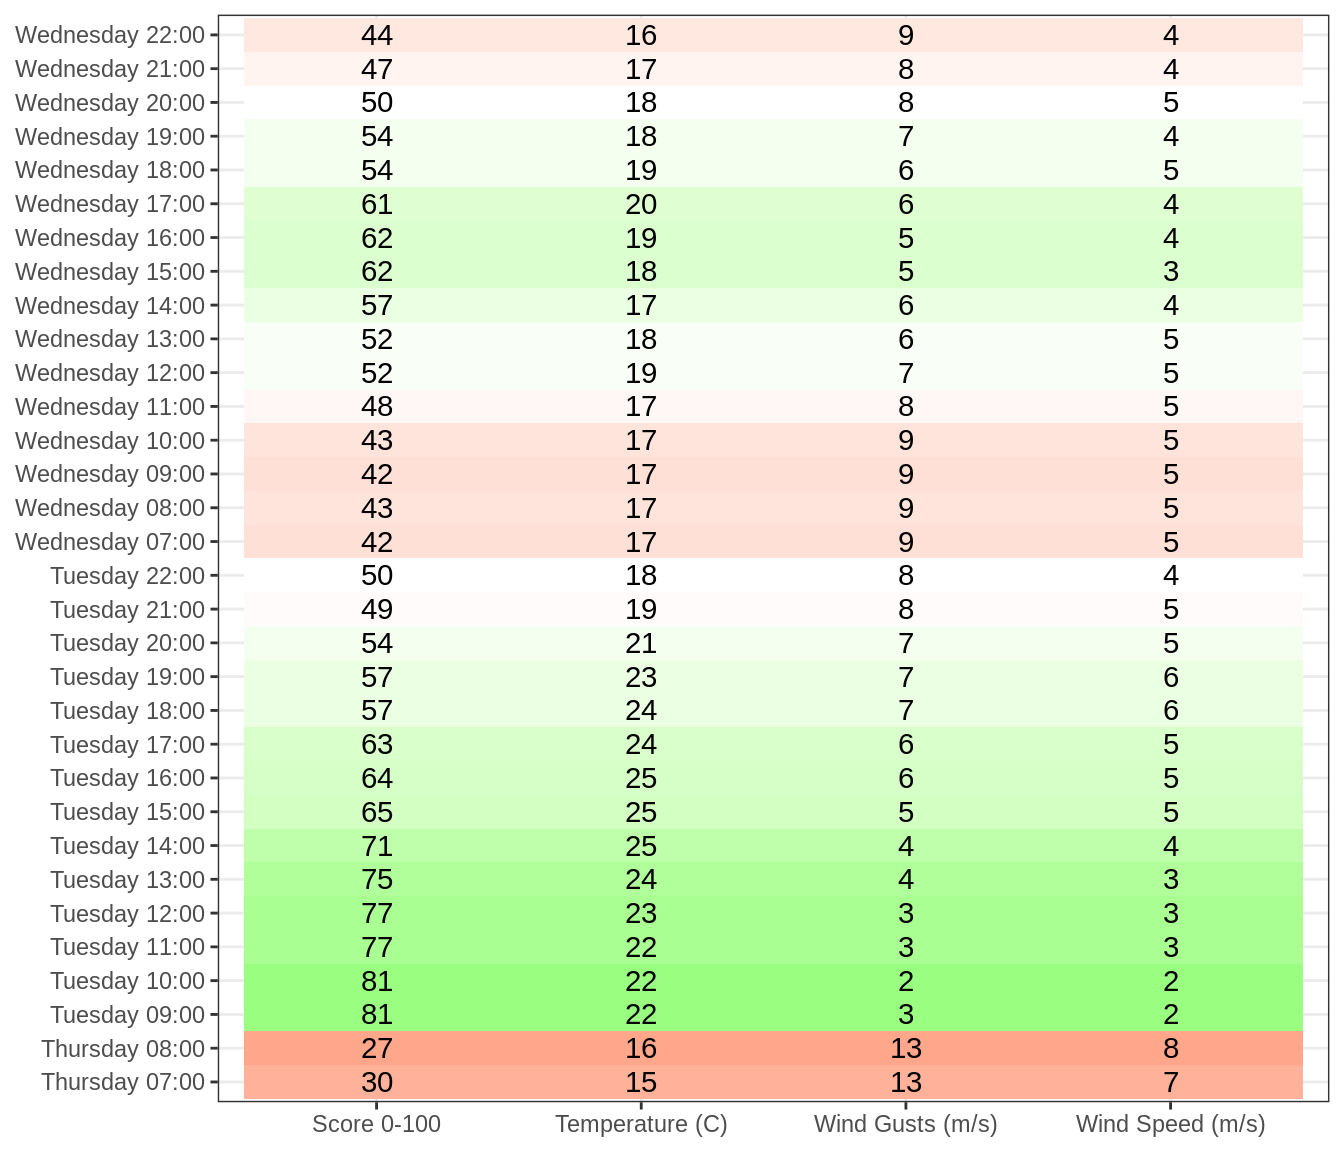 Wednesday 22:00 44 16 9 4
Wednesday 21:00 47 17 8 4
Wednesday 20:00 50 18 8 5
Wednesday 19:00 54 18 7 4
Wednesday 18:00 54 19 6 5
Wednesday 17:00 61 20 6 4
Wednesday 16:00 62 19 5 4
Wednesday 15:00 62 18 5 3
Wednesday 14:00 57 17 6 4
Wednesday 13:00 52 18 6 5
Wednesday 12:00 52 19 7 5
Wednesday 11:00 48 17 8 5
Wednesday 10:00 43 17 9 5
Wednesday 09:00 42 17 9 5
Wednesday 08:00 43 17 9 5
Wednesday 07:00 42 17 9 5
Tuesday 22:00 50 18 8 4
Tuesday 21:00 49 19 8 5
Tuesday 20:00 54 21 7 5
Tuesday 19:00 57 23 7 6
Tuesday 18:00 57 24 7 6
Tuesday 17:00 63 24 6 5
Tuesday 16:00 64 25 6 5
Tuesday 15:00 65 25 5 5
Tuesday 14:00 71 25 4 4
Tuesday 13:00 75 24 4 3
Tuesday 12:00 77 23 3 3
Tuesday 11:00 77 22 3 3
Tuesday 10:00 81 22 2 2
Tuesday 09:00 81 22 3 2
Thursday 08:00 27 16 13 8
Thursday 07:00 30 15 13 7
Score 0-100 Temperature (C) Wind Gusts (m/s) Wind Speed (m/s)